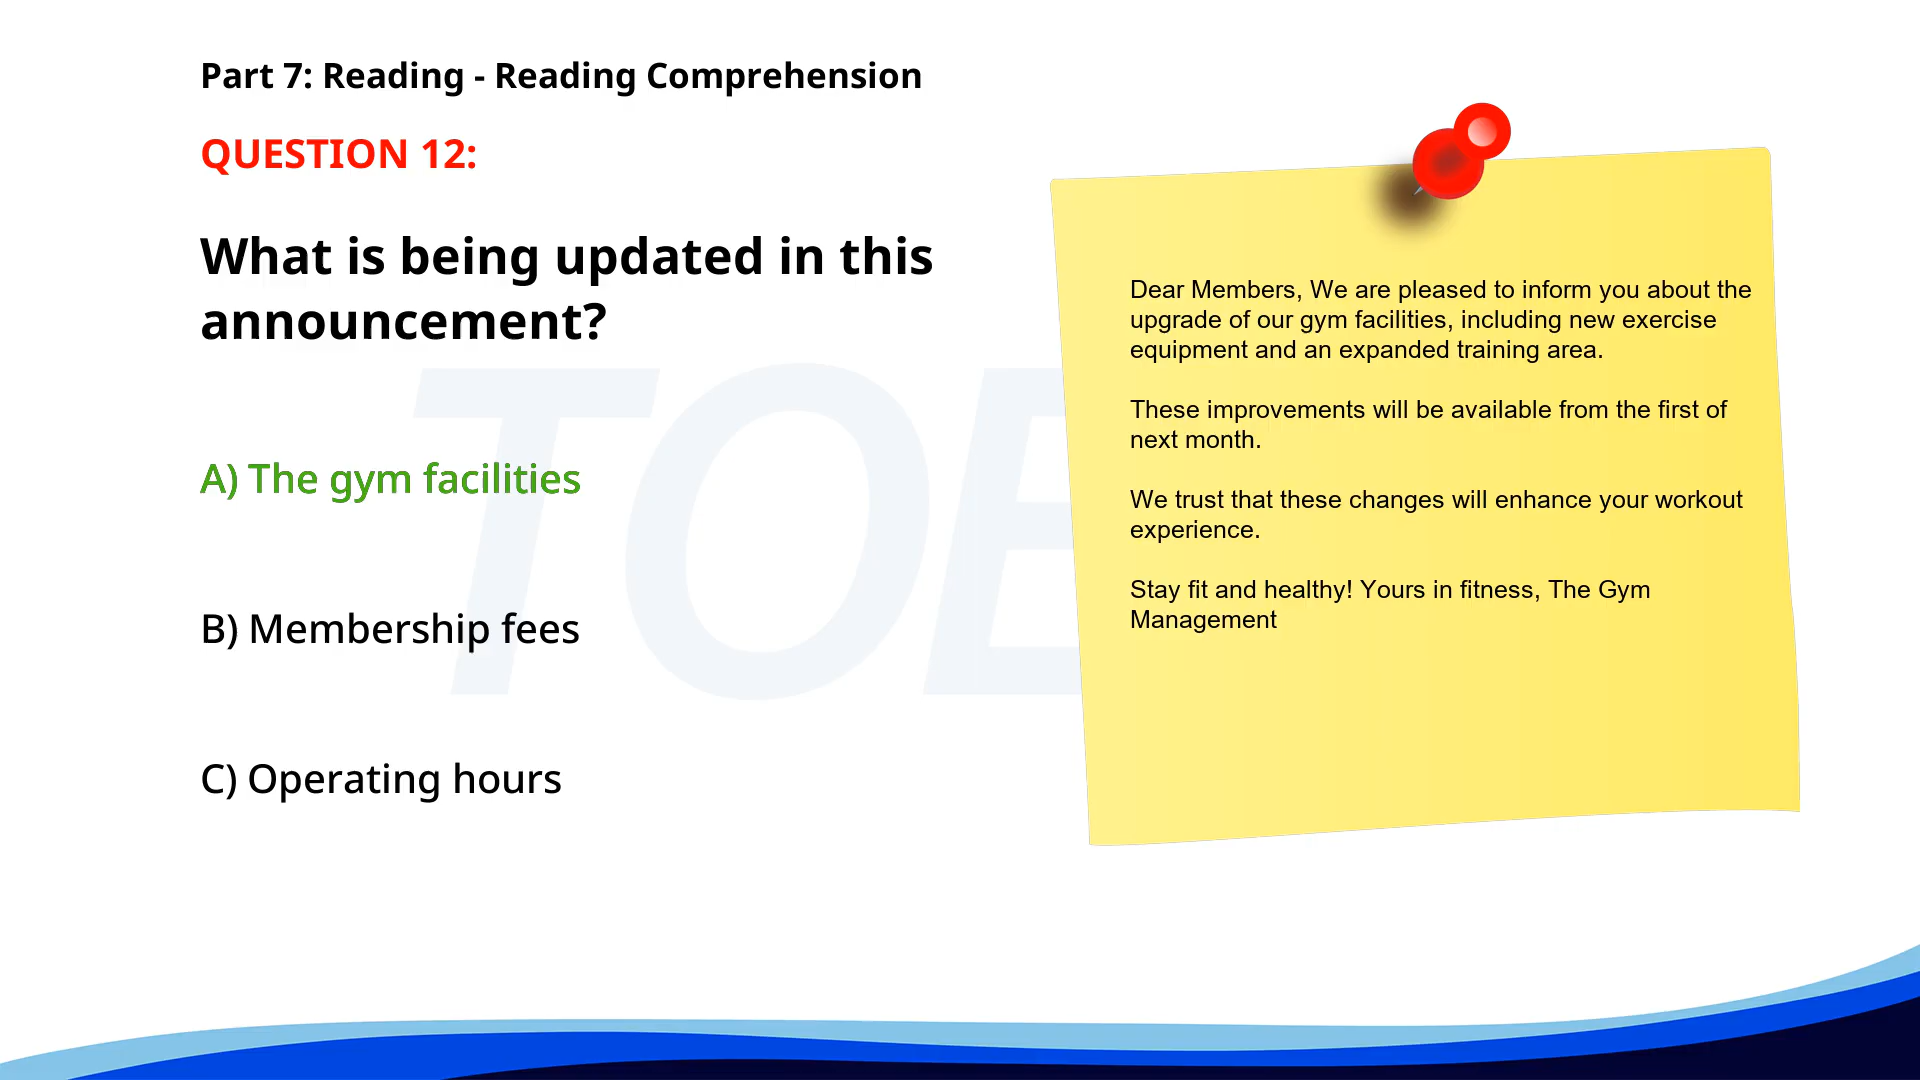 Part 7: Reading - Reading Comprehension
QUESTION 12:
What is being updated in this
announcement?
A) The gym facilities
B) Membership fees
C) Operating hours
Dear Members, We are pleased to inform you about the
upgrade of our gym facilities, including new exercise
equipment and an expanded training area.
These improvements will be available from the first of
next month.
We trust that these changes will enhance your workout
experience.
Stay fit and healthy! Yours in fitness, The Gym
Management
TOE